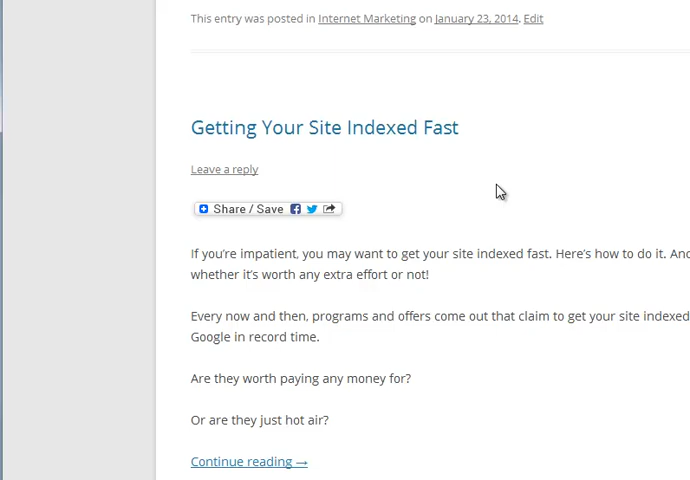 This entry was posted in Internet Marketing on January 23, 2014. Edit
Getting Your Site Indexed Fast
Leave a reply
Share / Save
If you're impatient, you may want to get your site indexed fast. Here's how to do it. And
whether it's worth any extra effort or not!
Every now and then, programs and offers come out that claim to get your site indexed
Google in record time.
Are they worth paying any money for?
Or are they just hot air?
Continue reading →